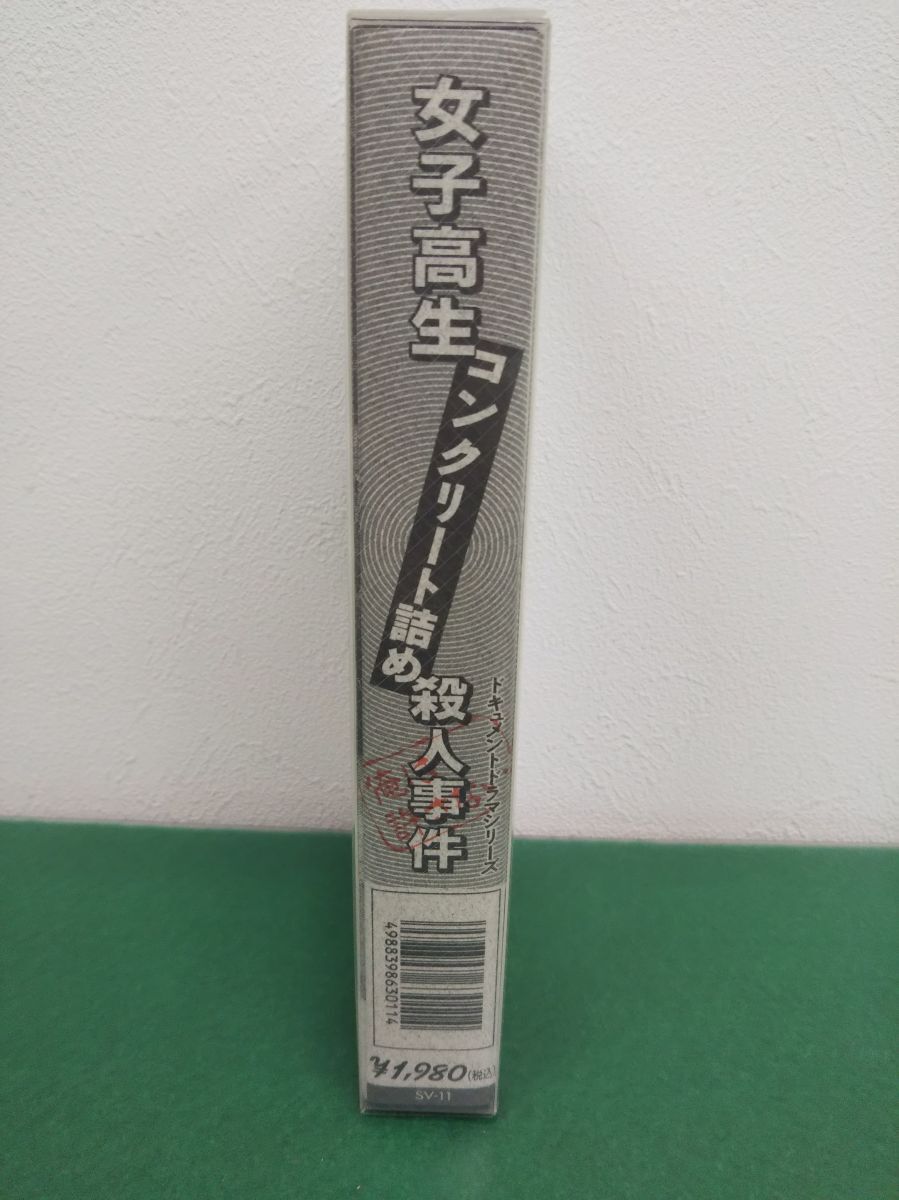 女子高生
コンクリート詰め
殺人事件
ドキュメントドラマシリーズ
4988398630114
¥1,980(税込)
SV-11